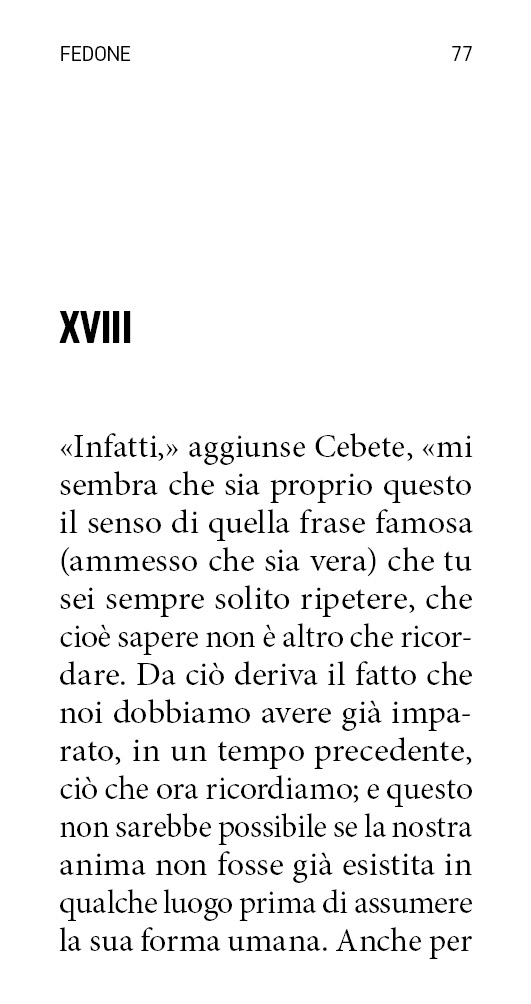 FEDONE 77
XVIII
«Infatti,» aggiunse Cebete, «mi
sembra che sia proprio questo
il senso di quella frase famosa
(ammesso che sia vera) che tu
sei sempre solito ripetere, che
cioè sapere non è altro che ricor-
dare. Da ciò deriva il fatto che
noi dobbiamo avere già impa-
rato, in un tempo precedente,
ciò che ora ricordiamo; e questo
non sarebbe possibile se la nostra
anima non fosse già esistita in
qualche luogo prima di assumere
la sua forma umana. Anche per